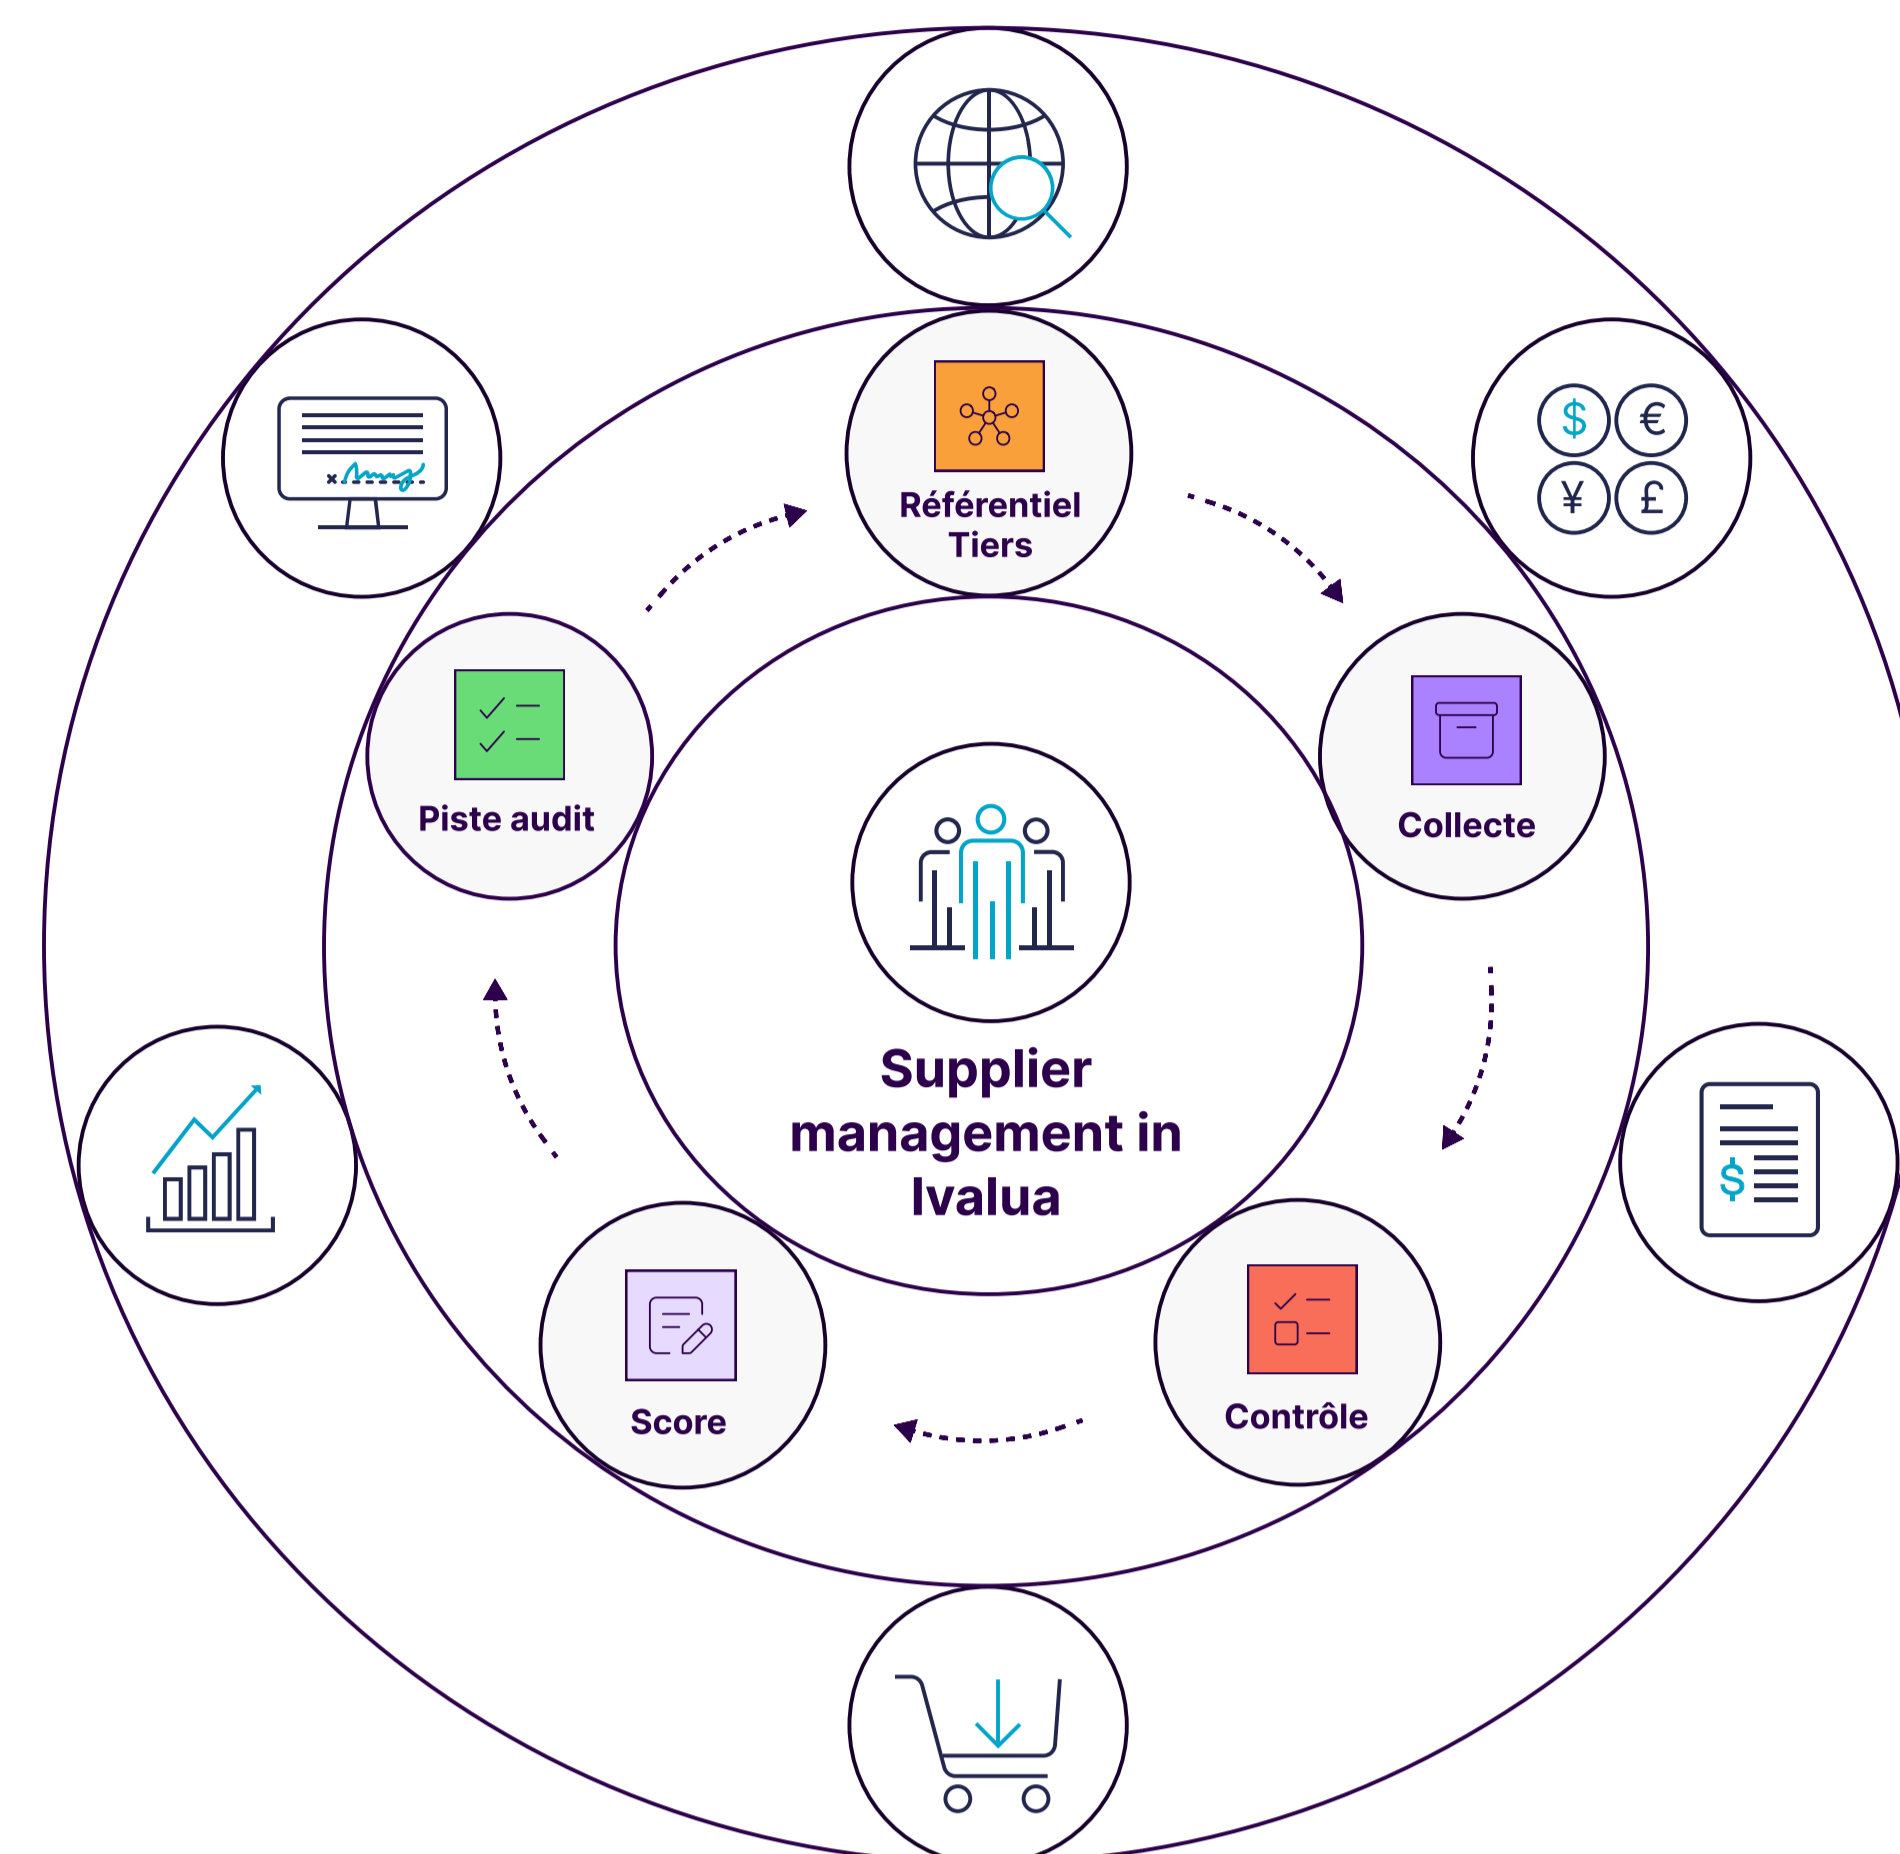 $ €
¥ £
Référentiel
Tiers
Piste audit
Collecte
Supplier
management in
Ivalua
$
Score
Contrôle